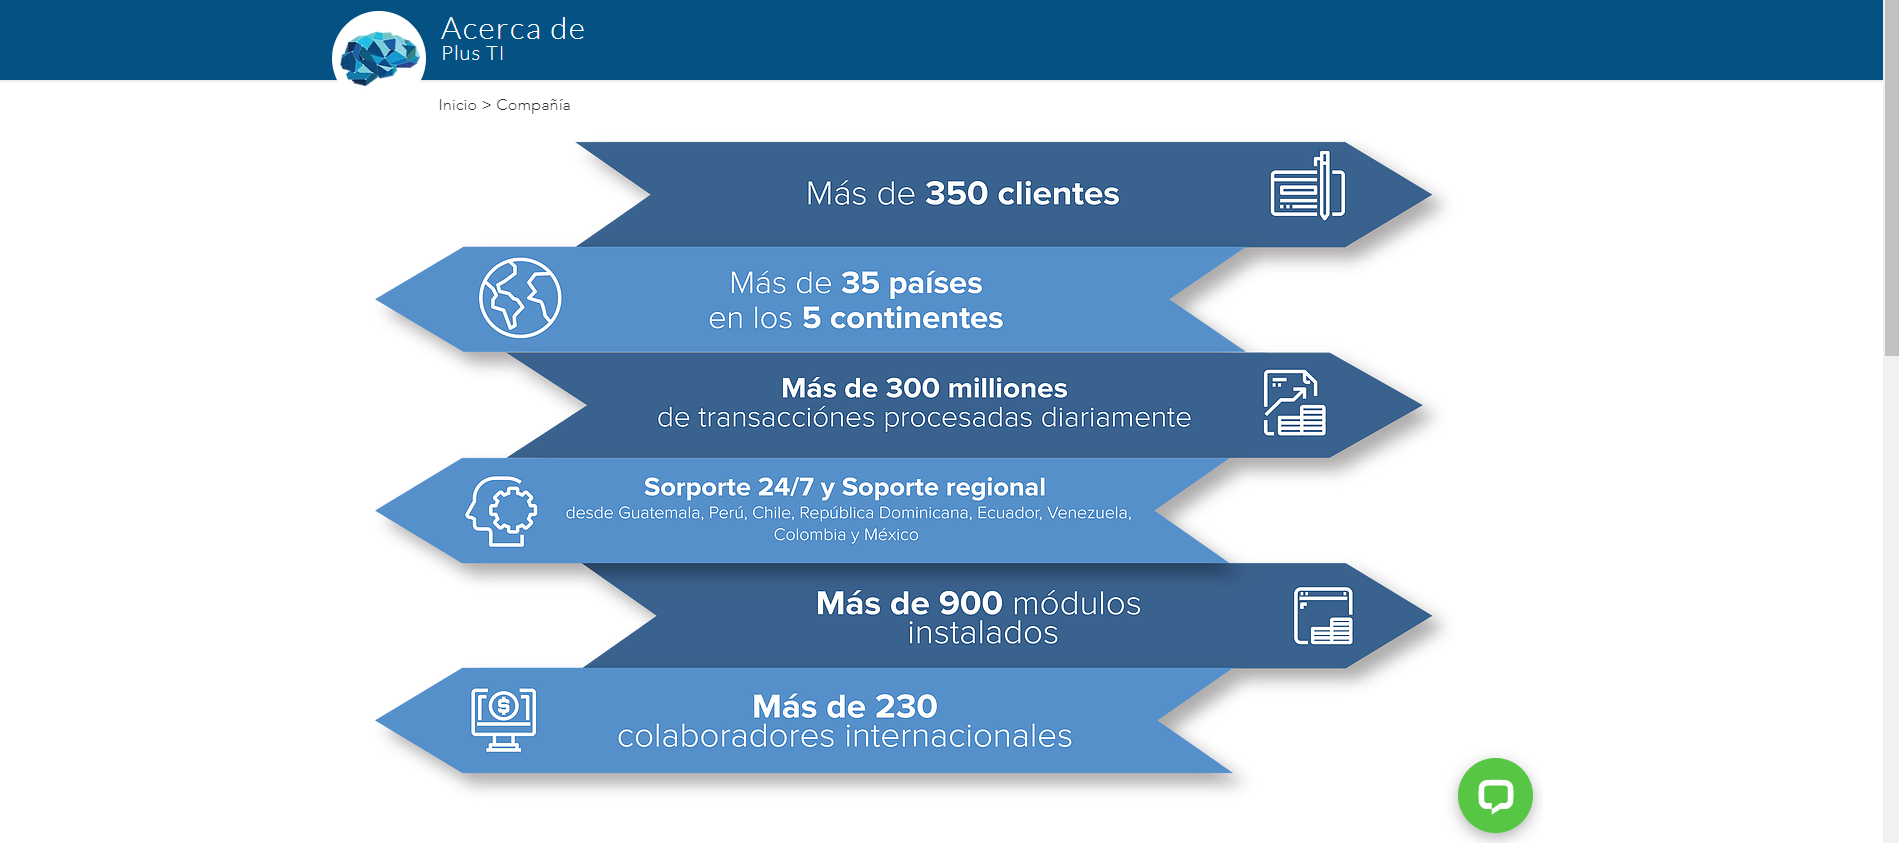 Acerca de
Plus TI
Inicio > Compañía
Más de 350 clientes
Más de 35 países
en los 5 continentes
Más de 300 milliones
de transacciónes procesadas diariamente
Sorporte 24/7 y Soporte regional
desde Guatemala, Perú, Chile, República Dominicana, Ecuador, Venezuela,
Colombia y México
Más de 900 módulos
instalados
$
Más de 230
colaboradores internacionales